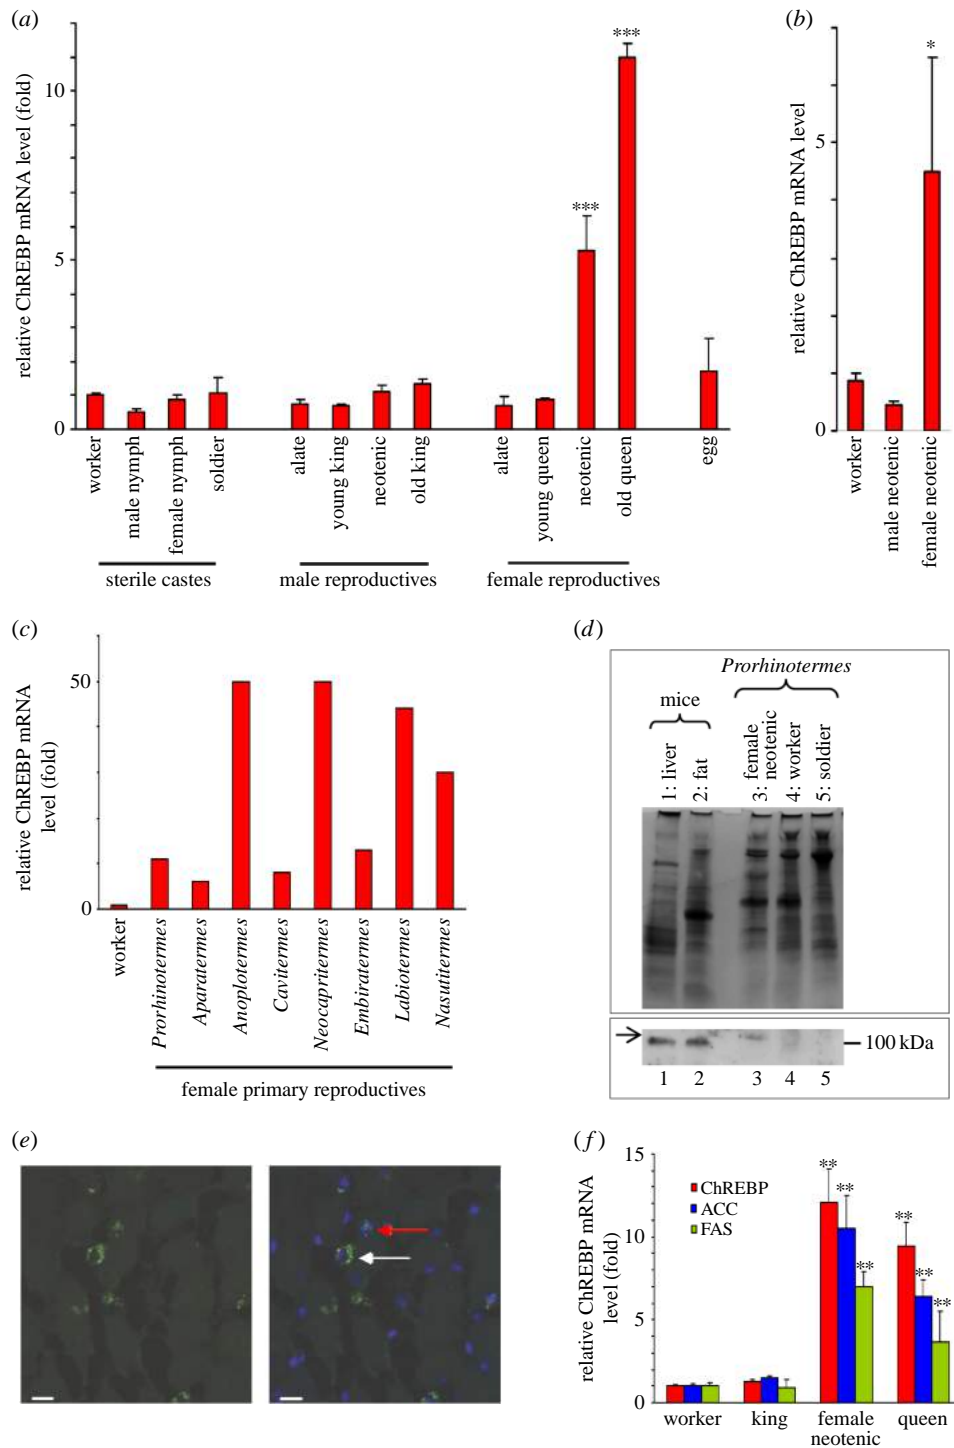 (a)
relative ChREBP mRNA level (fold)
10
5
0
***
***
worker
male nymph
female nymph
soldier
alate
young king
neotenic
old king
alate
young queen
neotenic
old queen
egg
sterile castes
male reproductives
female reproductives
(b)
relative ChREBP mRNA level
5
0
*
worker
male neotenic
female neotenic
(c)
relative ChREBP mRNA
level (fold)
50
0
worker
Prorhinotermes
Aparatermes
Anoplotermes
Cavitermes
Neocapritermes
Embiratermes
Labiotermes
Nasutitermes
female primary reproductives
(d)
Prorhinotermes
mice
1: liver
2: fat
3: female
neotenic
4: worker
5: soldier
100 kDa
1 2 3 4 5
(e)
(f)
relative ChREBP mRNA
level (fold)
15
10
5
0
ChREBP
ACC
FAS
**
**
**
**
**
**
worker
king
female
neotenic
queen